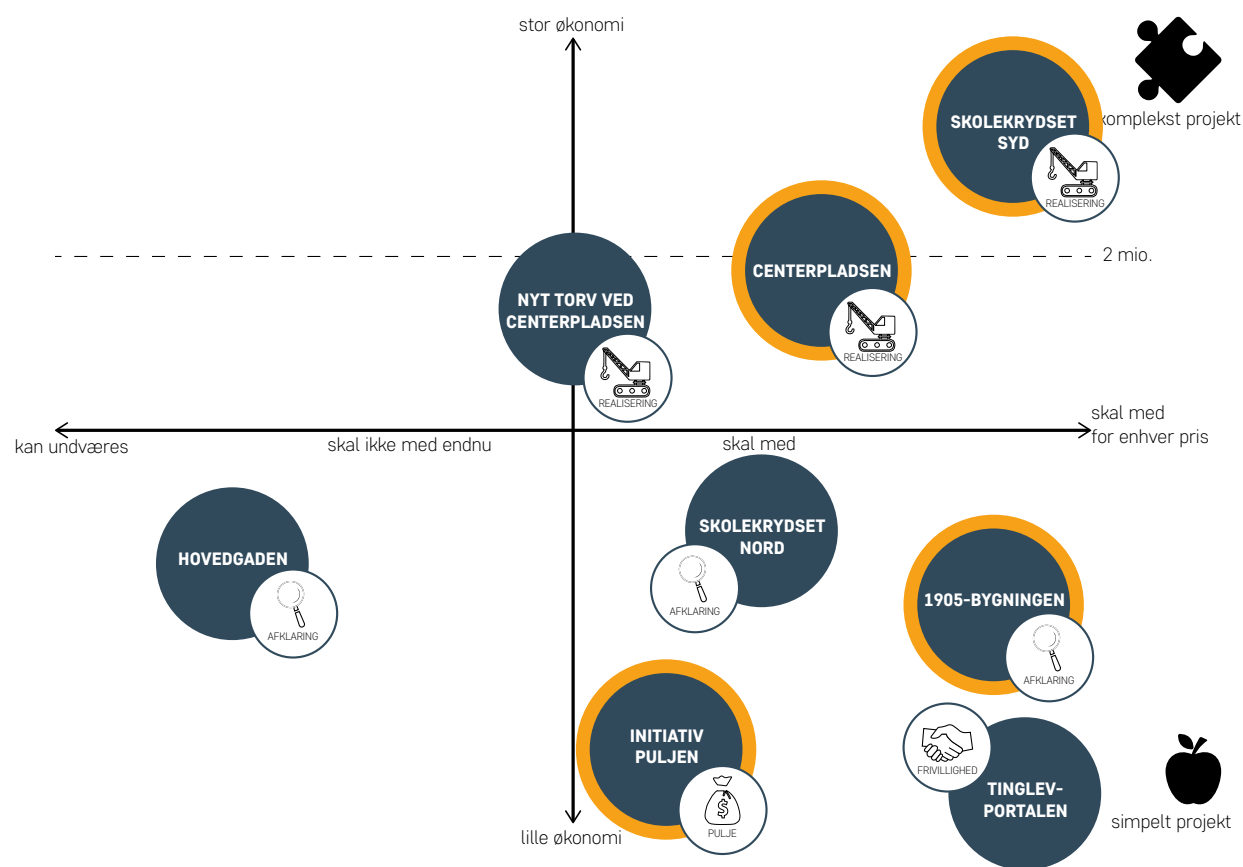 stor økonomi
SKOLEKRYDSET
SYD
komplekst projekt
REALISERING
2 mio.
CENTERPLADSEN
NYT TORV VED
CENTERPLADSEN
REALISERING
REALISERING
skal med
for enhver pris
kan undværes
skal ikke med endnu
skal med
SKOLEKRYDSET
NORD
HOVEDGADEN
1905-BYGNINGEN
AFKLARING
AFKLARING
AFKLARING
INITIATIV
PULJEN
FRIVILLIGHED
TINGLEV-
PORTALEN
simpelt projekt
PULJE
lille økonomi